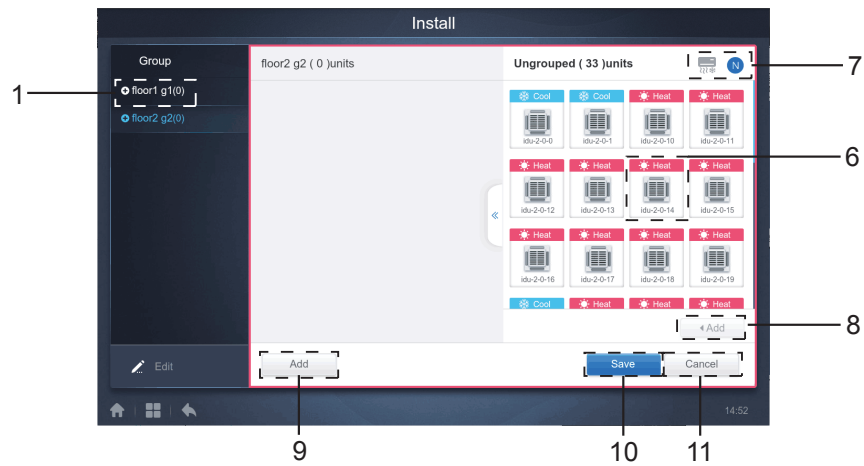 Install
Group
floor1 g1(0)
floor2 g2(0)
Edit
floor2 g2 ( 0 )units
Ungrouped ( 33 )units
N
Cool Cool Heat Heat
idu-2-0-0 idu-2-0-1 idu-2-0-10 idu-2-0-11
Heat Heat Heat Heat
idu-2-0-12 idu-2-0-13 idu-2-0-14 idu-2-0-15
Heat Heat Heat Heat
idu-2-0-16 idu-2-0-17 idu-2-0-18 idu-2-0-19
Cool Heat Heat Heat
Add
Add Save Cancel
14:52
1
7
6
8
9 10 11